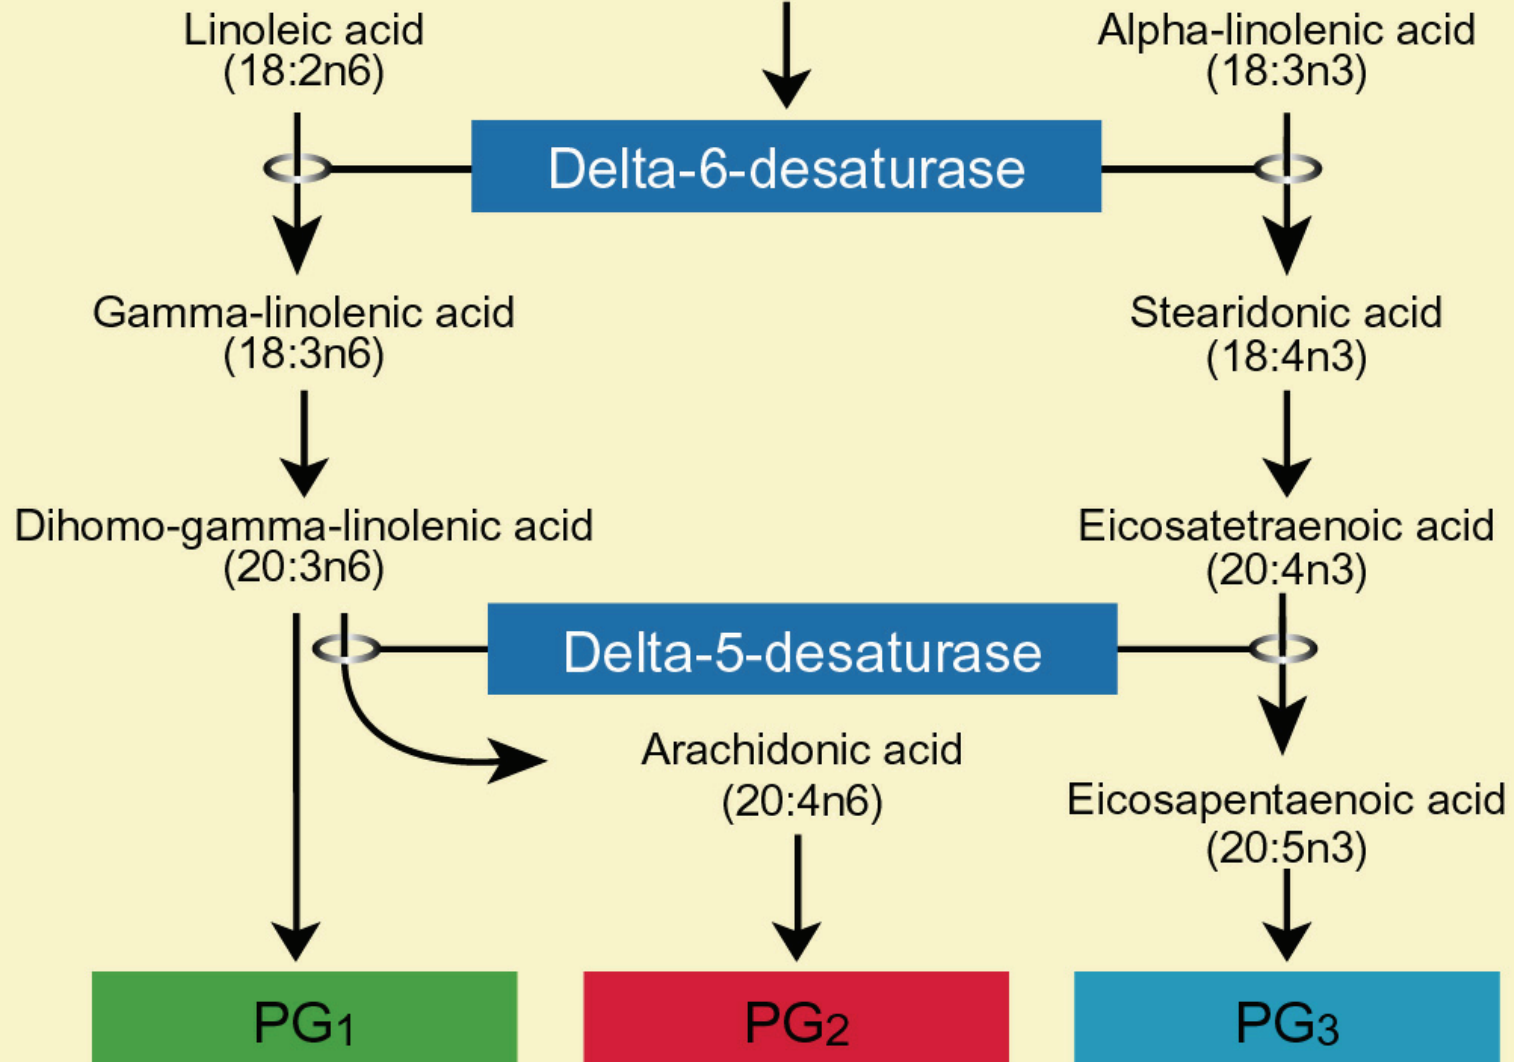 Linoleic acid
(18:2n6)
Alpha-linolenic acid
(18:3n3)
Delta-6-desaturase
Gamma-linolenic acid
(18:3n6)
Stearidonic acid
(18:4n3)
Dihomo-gamma-linolenic acid
(20:3n6)
Eicosatetraenoic acid
(20:4n3)
Delta-5-desaturase
Arachidonic acid
(20:4n6)
Eicosapentaenoic acid
(20:5n3)
PG1
PG2
PG3